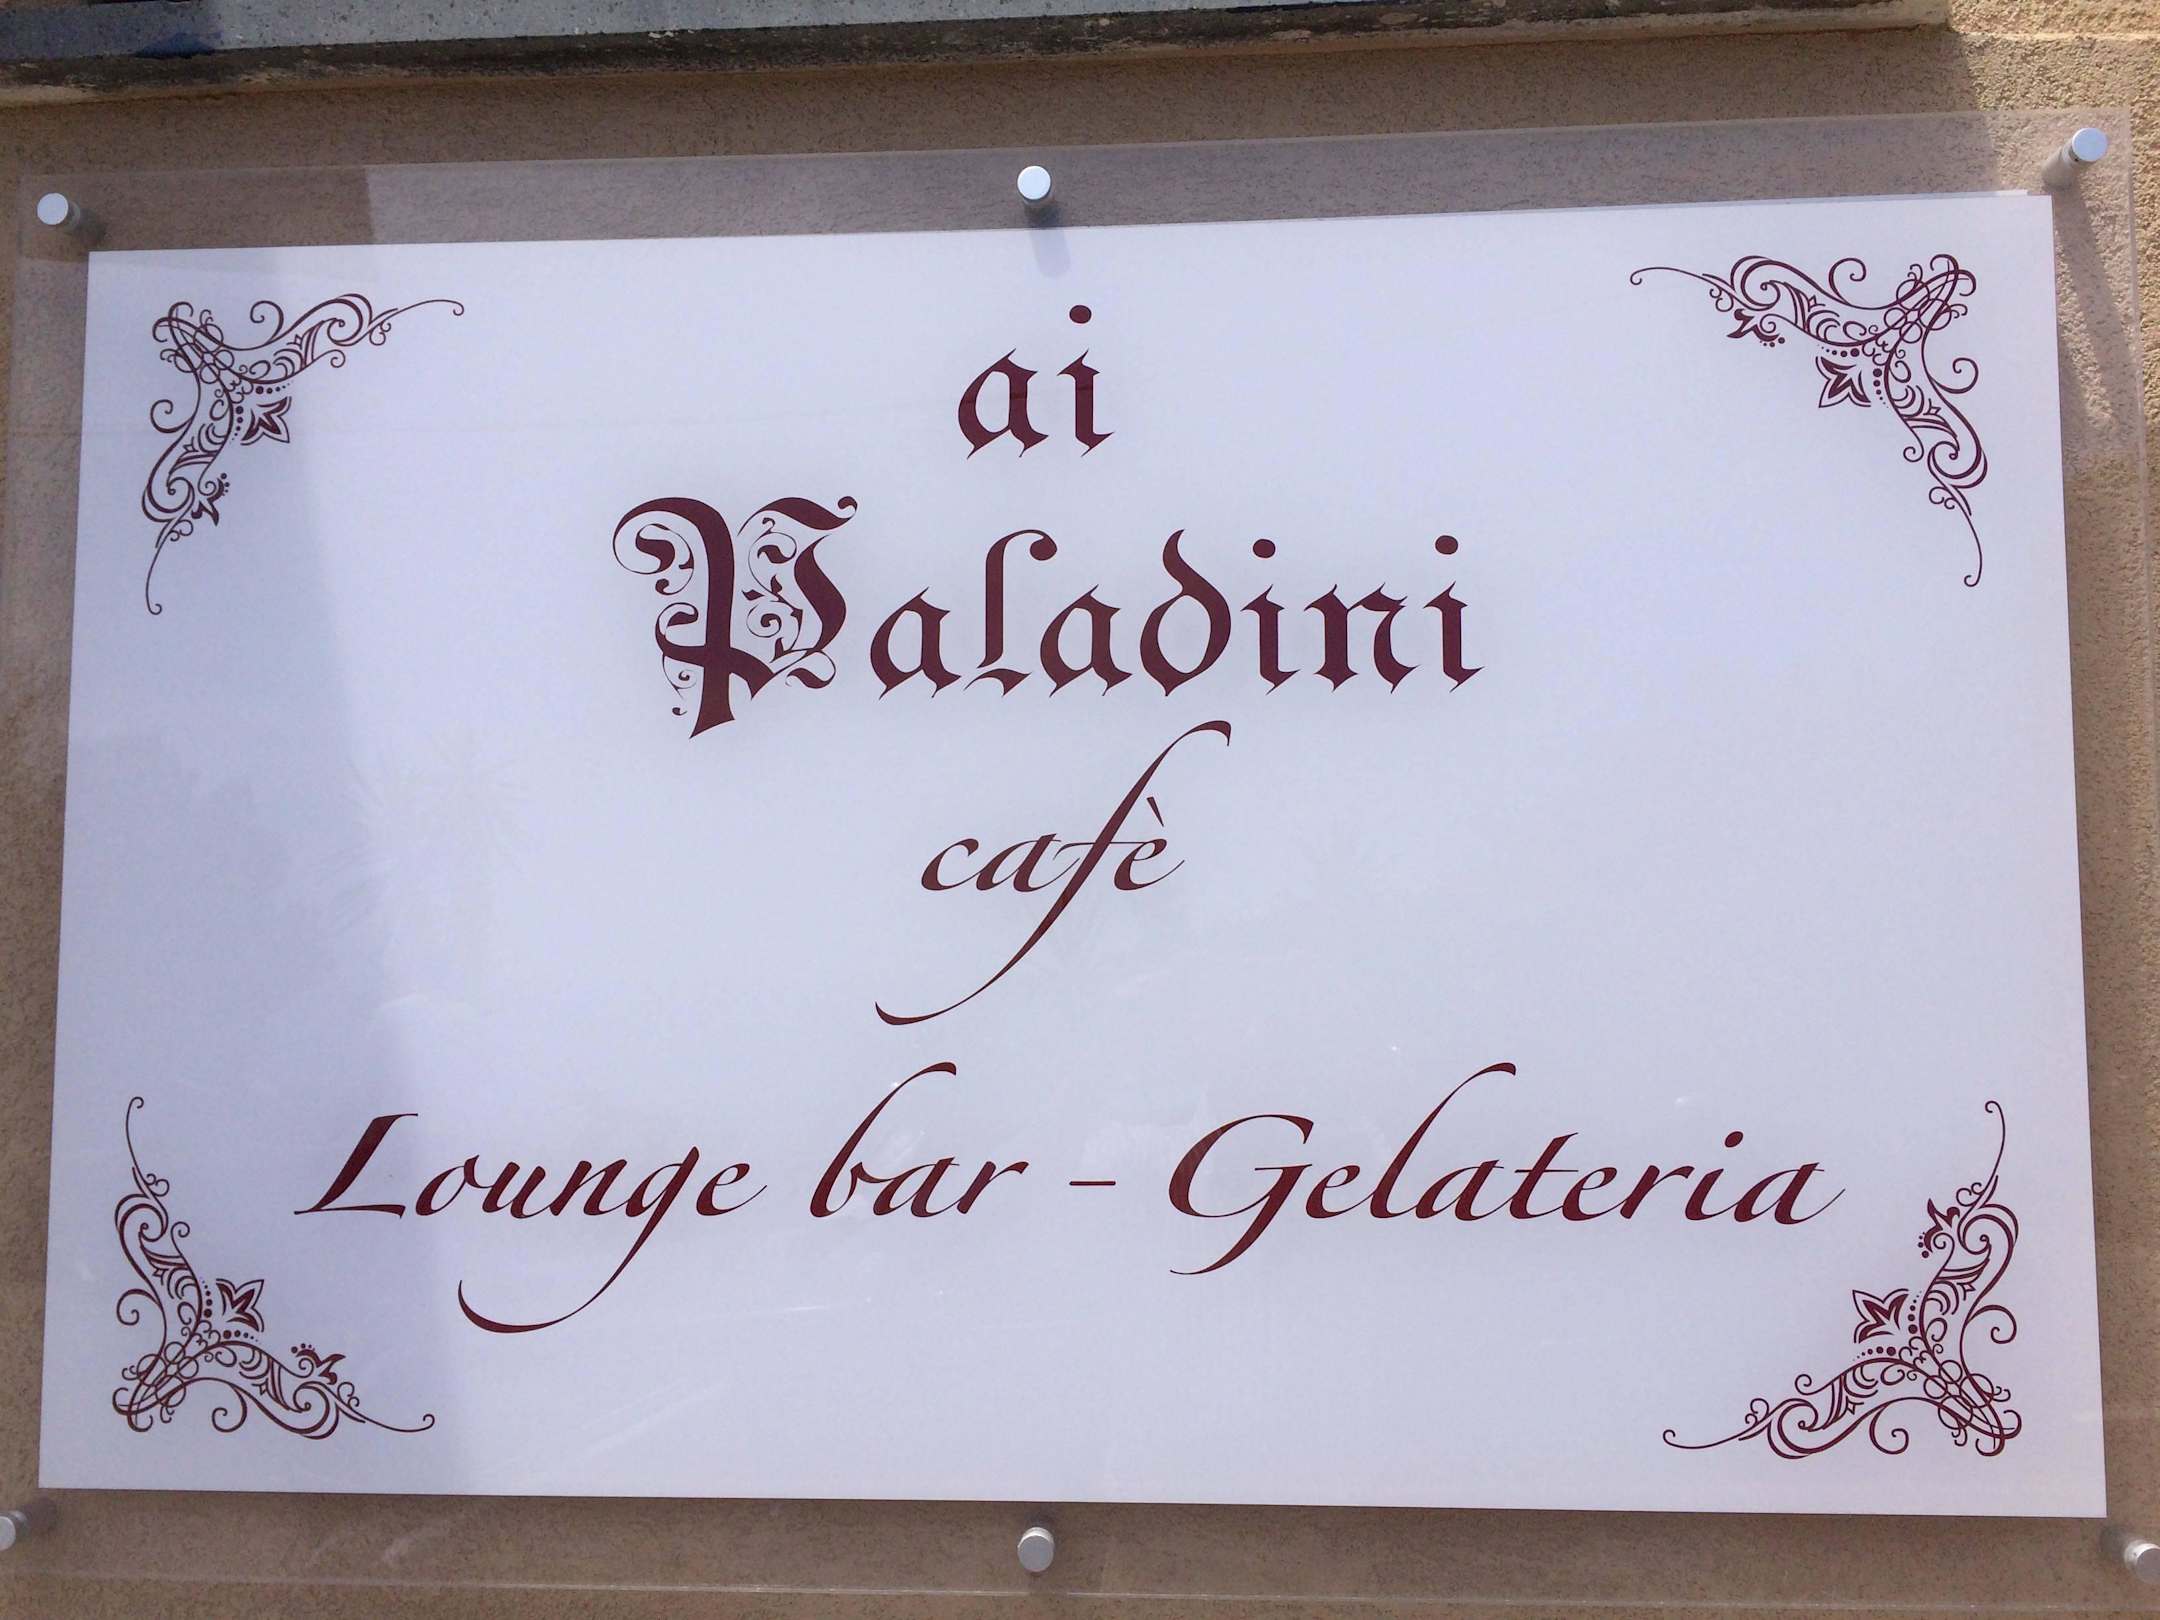 ai
Paladini
cafè
Lounge bar - Gelateria